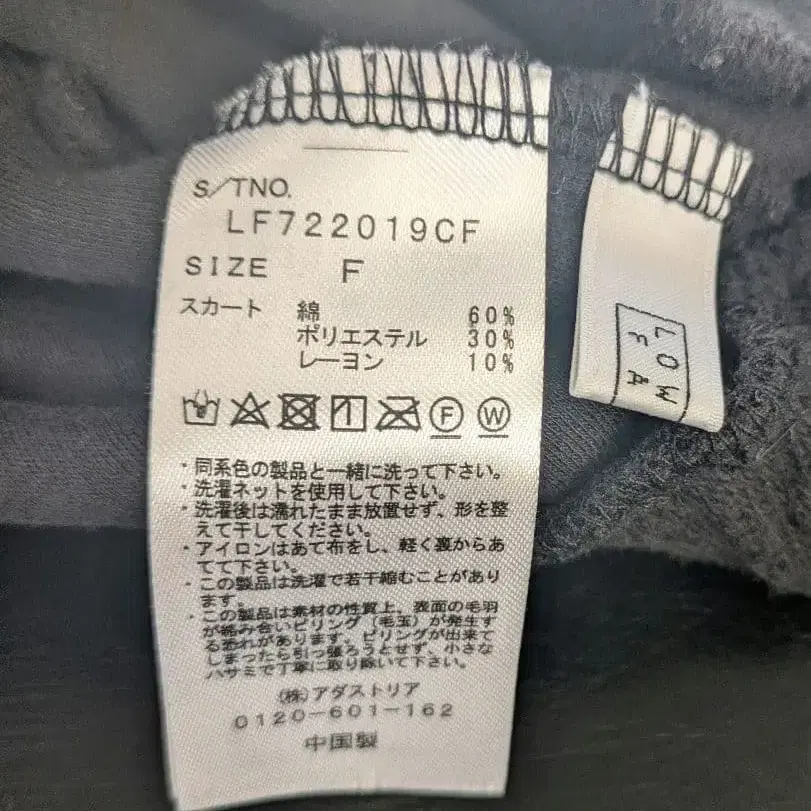 S/TNO.
LF722019CF
SIZE F
スカート 綿 60%
ポリエステル 30%
レーヨン 10%
F W
・同系色の製品と一緒に洗って下さい。
・洗濯ネットを使用して下さい。
・洗濯後は濡れたまま放置せず、形を整
えて干してください。
・アイロンはあて布をし、軽く裏からあ
てて下さい。
・この製品は洗濯で若干縮むことがあり
ます。
・この製品は素材の性質上、表面の毛羽
が絡み合いピリング(毛玉)が発生す
る恐れがあります。ピリングが出来て
しまったら引っ張ろうとせず、小さな
ハサミで丁寧に取り除いて下さい。
(株)アダストリア
0120-601-162
中国製
LOW
FA